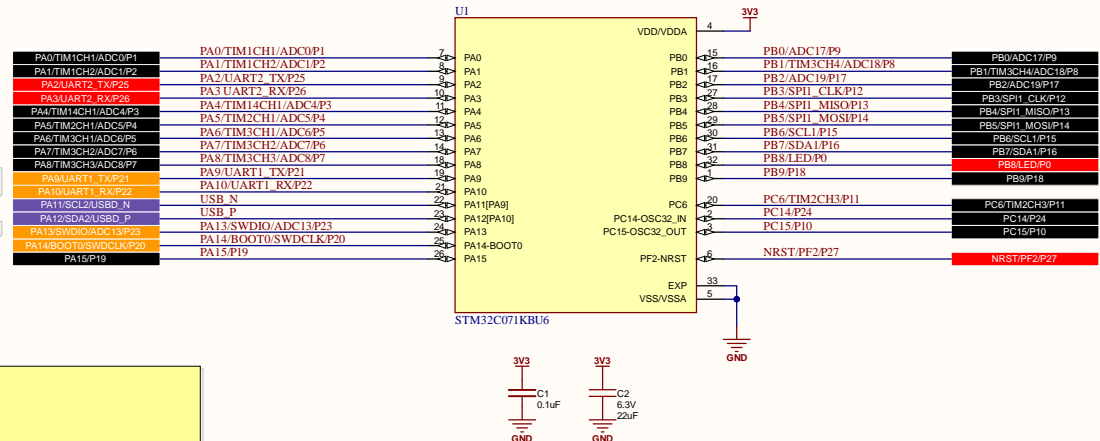 U1
3V3
VDD/VDDA 4
PA0/TIM1CH1/ADC0/P1 PA0/TIM1CH1/ADC0/P1 7 PA0 PB0 15 PB0/ADC17/P9 PB0/ADC17/P9
PA1/TIM1CH2/ADC1/P2 PA1/TIM1CH2/ADC1/P2 8 PA1 PB1 16 PB1/TIM3CH4/ADC18/P8 PB1/TIM3CH4/ADC18/P8
PA2/UART2_TX/P25 PA2/UART2_TX/P25 9 PA2 PB2 17 PB2/ADC19/P17 PB2/ADC19/P17
PA3/UART2_RX/P26 PA3 UART2_RX/P26 10 PA3 PB3 27 PB3/SPI1_CLK/P12 PB3/SPI1_CLK/P12
PA4/TIM14CH1/ADC4/P3 PA4/TIM14CH1/ADC4/P3 11 PA4 PB4 28 PB4/SPI1_MISO/P13 PB4/SPI1_MISO/P13
PA5/TIM2CH1/ADC5/P4 PA5/TIM2CH1/ADC5/P4 12 PA5 PB5 29 PB5/SPI1_MOSI/P14 PB5/SPI1_MOSI/P14
PA6/TIM3CH1/ADC6/P5 PA6/TIM3CH1/ADC6/P5 13 PA6 PB6 30 PB6/SCL1/P15 PB6/SCL1/P15
PA7/TIM3CH2/ADC7/P6 PA7/TIM3CH2/ADC7/P6 14 PA7 PB7 31 PB7/SDA1/P16 PB7/SDA1/P16
PA8/TIM3CH3/ADC8/P7 PA8/TIM3CH3/ADC8/P7 18 PA8 PB8 32 PB8/LED/P0 PB8/LED/P0
PA9/UART1_TX/P21 PA9/UART1_TX/P21 19 PA9 PB9 1 PB9/P18 PB9/P18
PA10/UART1_RX/P22 PA10/UART1_RX/P22 21 PA10
PA11/SCL2/USBD_N USB_N 22 PA11[PA9] PC6 20 PC6/TIM2CH3/P11 PC6/TIM2CH3/P11
PA12/SDA2/USBD_P USB_P 23 PA12[PA10] PC14-OSC32_IN 2 PC14/P24 PC14/P24
PA13/SWDIO/ADC13/P23 PA13/SWDIO/ADC13/P23 24 PA13 PC15-OSC32_OUT 3 PC15/P10 PC15/P10
PA14/BOOT0/SWDCLK/P20 PA14/BOOT0/SWDCLK/P20 25 PA14-BOOT0
PA15/P19 PA15/P19 26 PA15 PF2-NRST 6 NRST/PF2/P27 NRST/PF2/P27
EXP 33
VSS/VSSA 5
STM32C071KBU6
GND
3V3 3V3
C1 C2
0.1uF 6.3V
22uF
GND GND